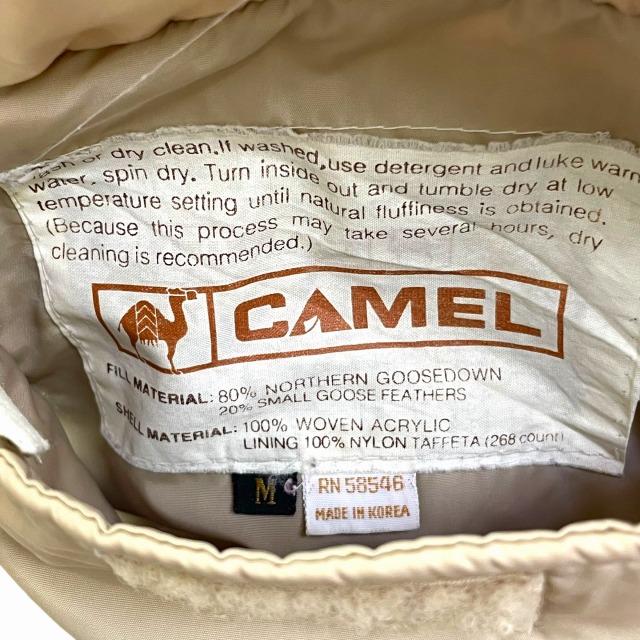 or dry clean. If washed, use detergent and luke warm
water, spin dry. Turn inside out and tumble dry at low
temperature setting until natural fluffiness is obtained.
(Because this process may take several hours, dry
cleaning is recommended.)
CAMEL
FILL MATERIAL: 80% NORTHERN GOOSEDOWN
20% SMALL GOOSE FEATHERS
SHELL MATERIAL: 100% WOVEN ACRYLIC
LINING 100% NYLON TAFFETA (268 count)
M
RN 58546
MADE IN KOREA